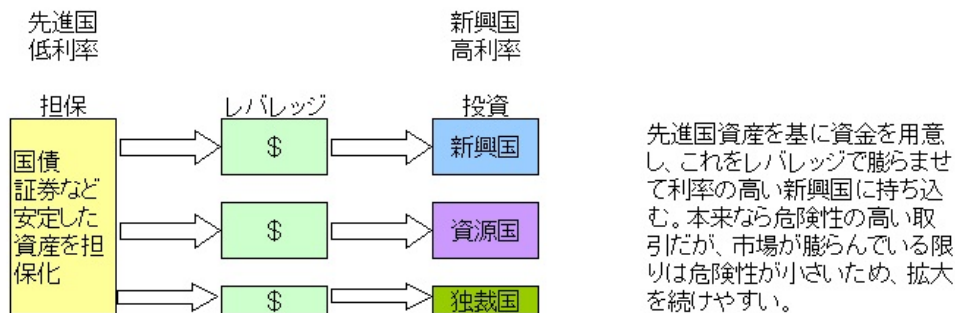 先進国
低利率
新興国
高利率
担保
レバレッジ
投資
国債
証券など
安定した
資産を担
保化
$
新興国
$
資源国
$
独裁国
先進国資産を基に資金を用意
し、これをレバレッジで膨らませ
て利率の高い新興国に持ち込
む。本来なら危険性の高い取
引だが、市場が膨らんでいる限
りは危険性が小さいため、拡大
を続けやすい。